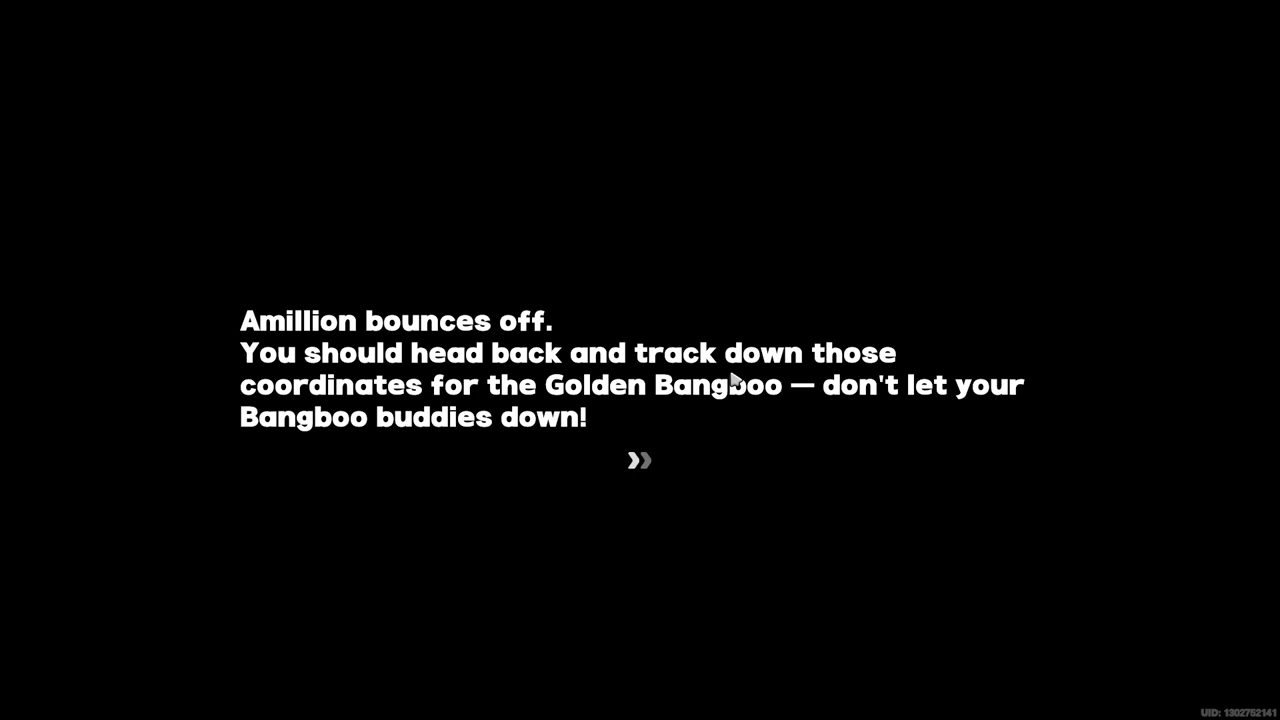 Amillion bounces off.
You should head back and track down those
coordinates for the Golden Bangboo — don't let your
Bangboo buddies down!
UID: 1302752141